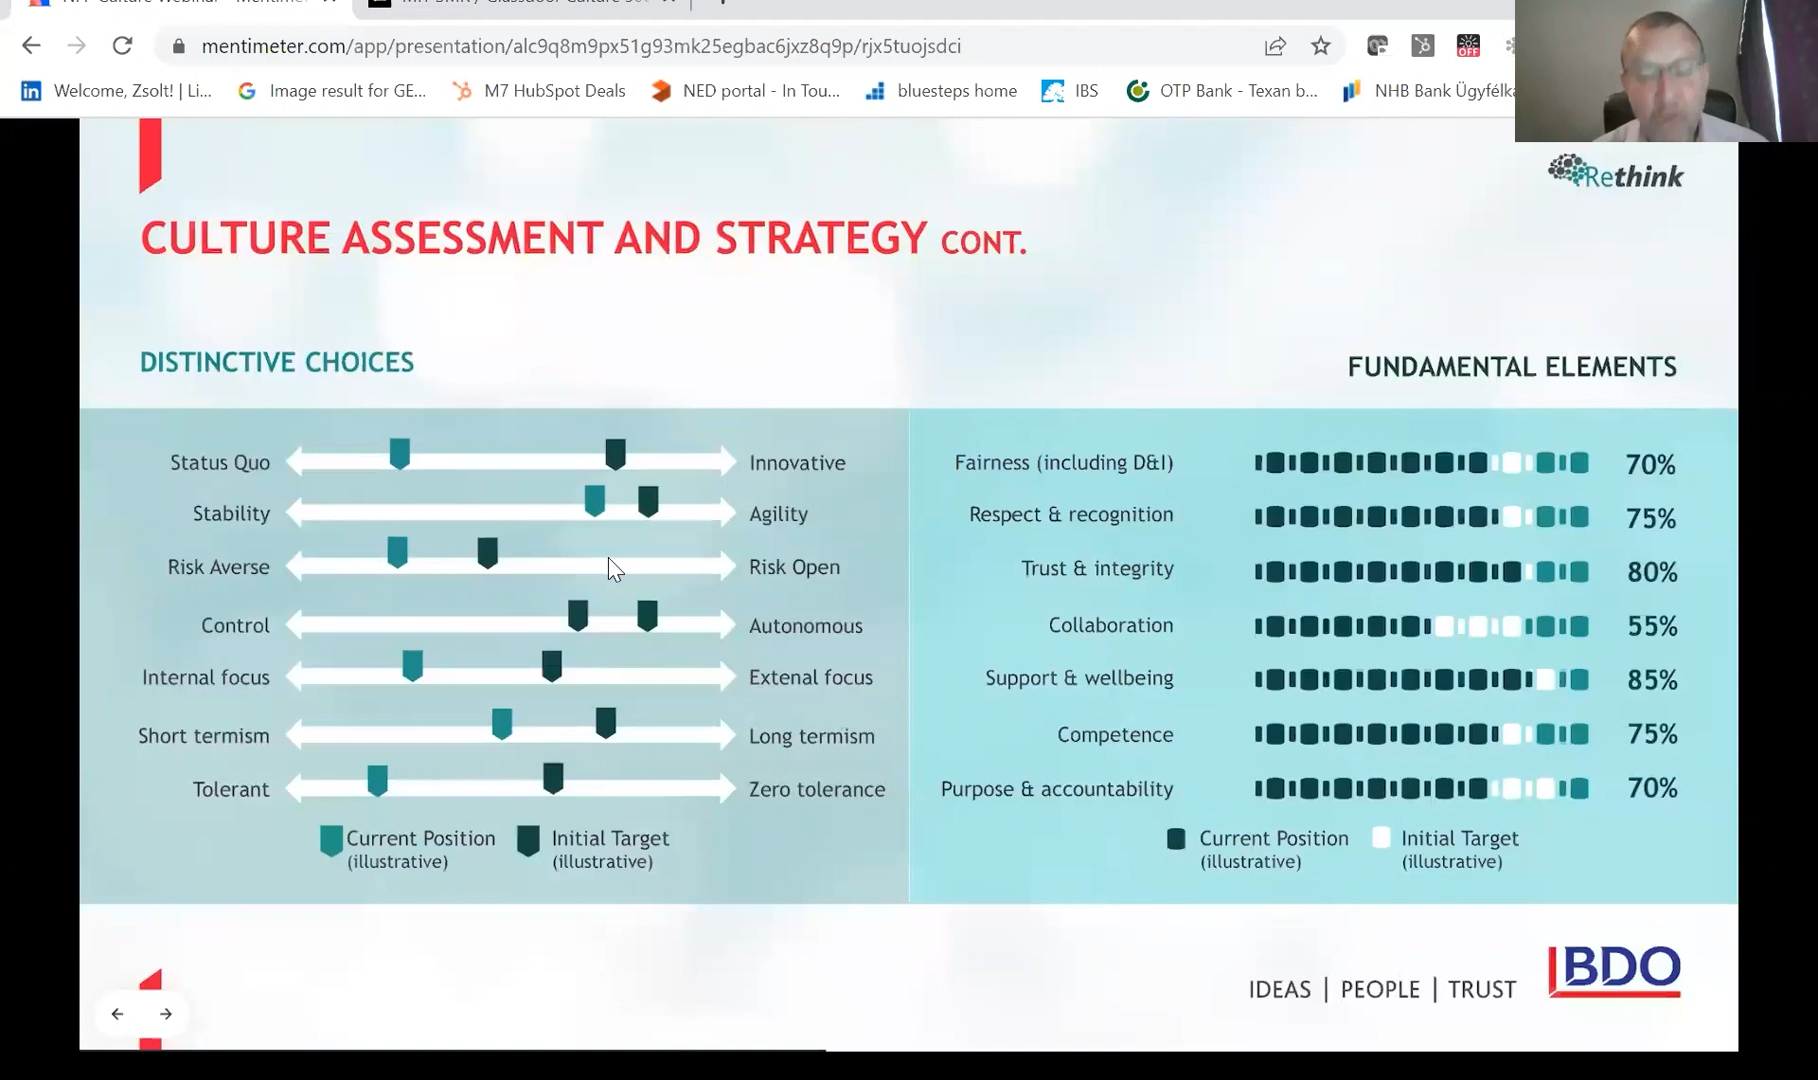 mentimeter.com/app/presentation/alc9q8m9px51g93mk25egbac6jxz8q9p/rjx5tuojsdci
OFF
Welcome, Zsolt! | Li...
Image result for GE...
M7 HubSpot Deals
NED portal - In Tou...
bluesteps home
IBS
OTP Bank - Texan b...
NHB Bank Ügyfélka
Rethink
CULTURE ASSESSMENT AND STRATEGY CONT.
DISTINCTIVE CHOICES
FUNDAMENTAL ELEMENTS
Status Quo Innovative
Stability Agility
Risk Averse Risk Open
Control Autonomous
Internal focus Extenal focus
Short termism Long termism
Tolerant Zero tolerance
Current Position Initial Target
(illustrative) (illustrative)
Fairness (including D&I) 70%
Respect & recognition 75%
Trust & integrity 80%
Collaboration 55%
Support & wellbeing 85%
Competence 75%
Purpose & accountability 70%
Current Position Initial Target
(illustrative) (illustrative)
IDEAS | PEOPLE | TRUST
BDO